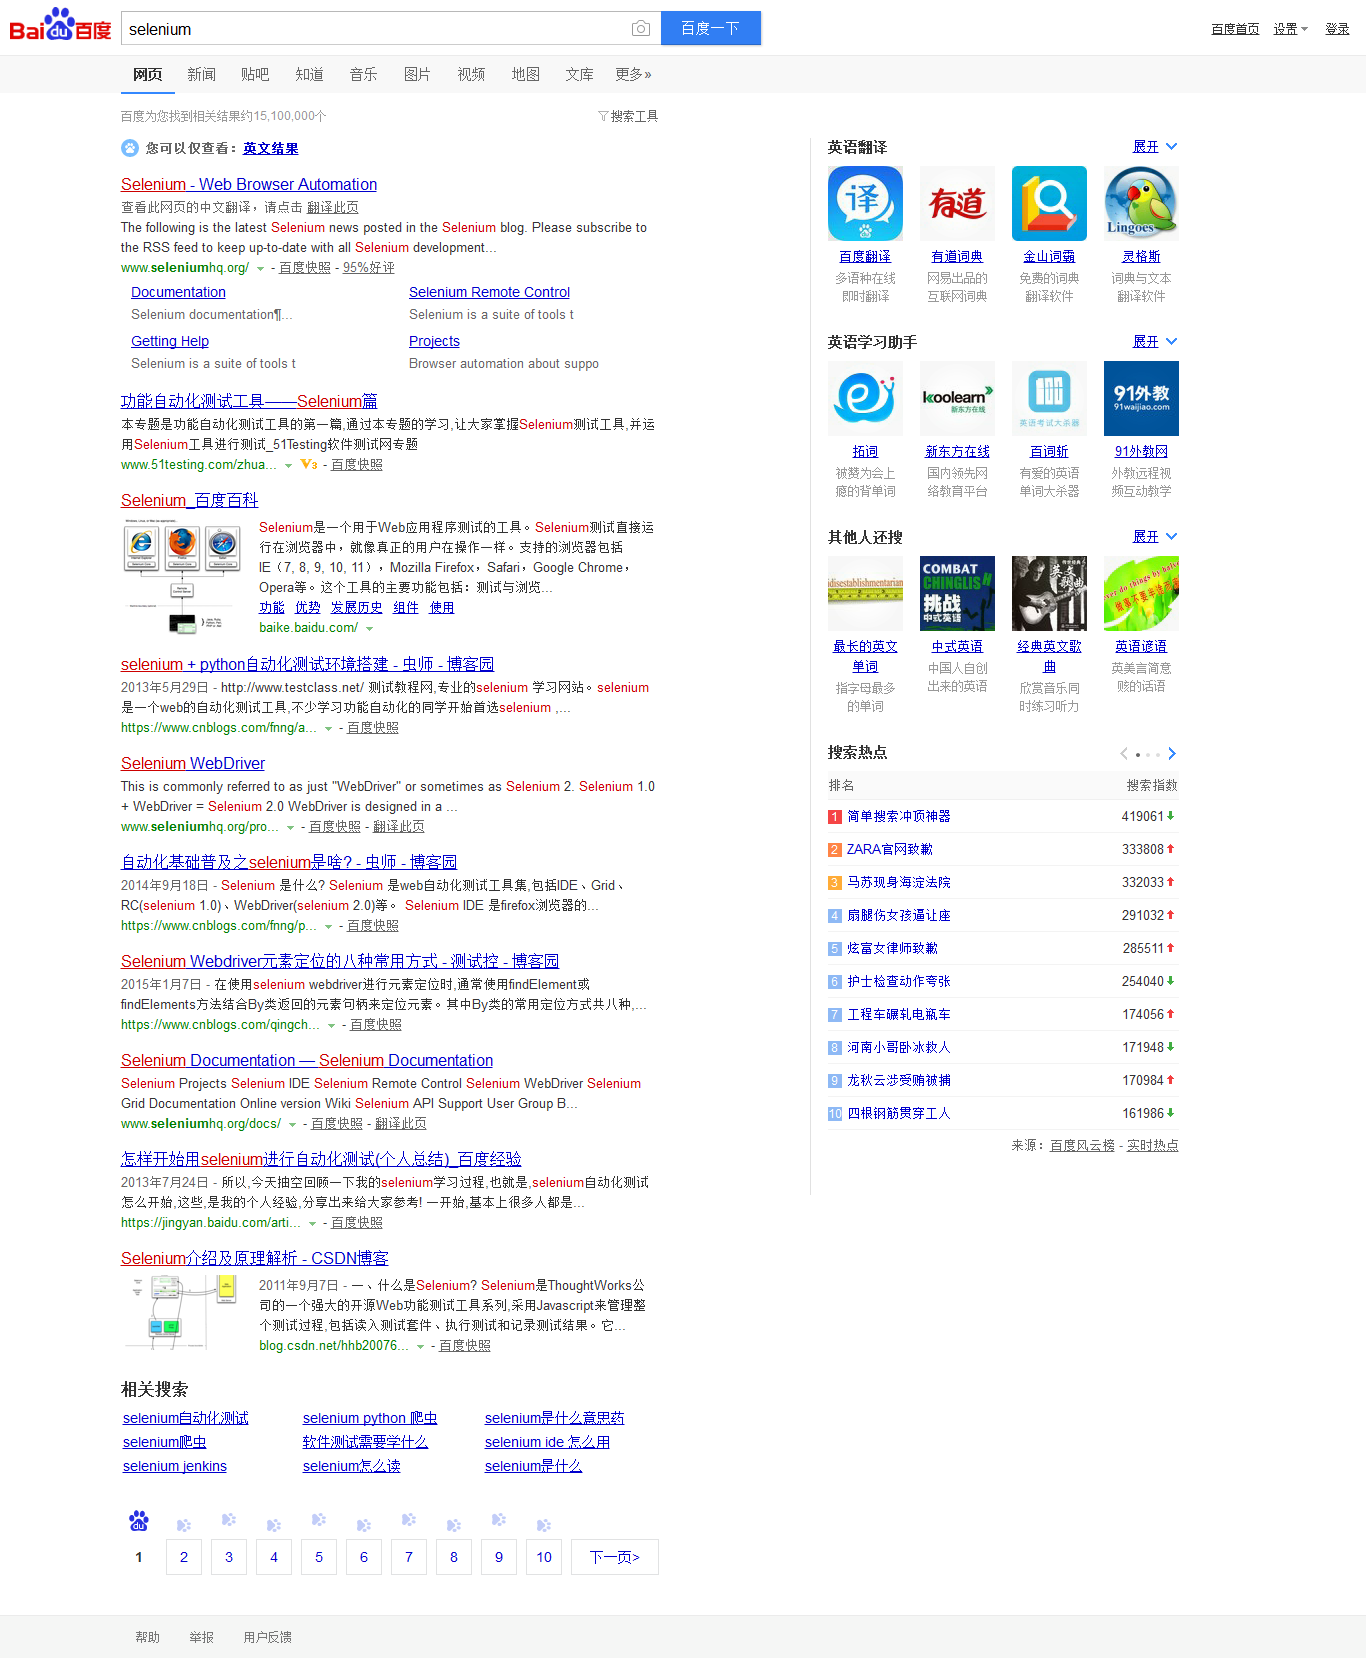 Bai du 百度
selenium
百度一下
百度首页 设置 登录
网页 新闻 贴吧 知道 音乐 图片 视频 地图 文库 更多»
百度为您找到相关结果约15,100,000个
搜索工具
您可以仅查看：英文结果
Selenium - Web Browser Automation
查看此网页的中文翻译，请点击 翻译此页
The following is the latest Selenium news posted in the Selenium blog. Please subscribe to
the RSS feed to keep up-to-date with all Selenium development...
www.seleniumhq.org/ - 百度快照 - 95%好评
Documentation Selenium Remote Control
Selenium documentation¶... Selenium is a suite of tools t
Getting Help Projects
Selenium is a suite of tools t Browser automation about suppo
功能自动化测试工具——Selenium篇
本专题是功能自动化测试工具的第一篇,通过本专题的学习,让大家掌握Selenium测试工具,并运
用Selenium工具进行测试_51Testing软件测试网专题
www.51testing.com/zhua... V3 - 百度快照
Selenium_百度百科
Selenium是一个用于Web应用程序测试的工具。Selenium测试直接运
行在浏览器中，就像真正的用户在操作一样。支持的浏览器包括
IE（7, 8, 9, 10, 11），Mozilla Firefox，Safari，Google Chrome，
Opera等。这个工具的主要功能包括：测试与浏览...
功能 优势 发展历史 组件 使用
baike.baidu.com/
selenium + python自动化测试环境搭建 - 虫师 - 博客园
2013年5月29日 - http://www.testclass.net/ 测试教程网,专业的selenium 学习网站。selenium
是一个web的自动化测试工具,不少学习功能自动化的同学开始首选selenium ,...
https://www.cnblogs.com/fnng/a... - 百度快照
Selenium WebDriver
This is commonly referred to as just "WebDriver" or sometimes as Selenium 2. Selenium 1.0
+ WebDriver = Selenium 2.0 WebDriver is designed in a ...
www.seleniumhq.org/pro... - 百度快照 - 翻译此页
自动化基础普及之selenium是啥? - 虫师 - 博客园
2014年9月18日 - Selenium 是什么? Selenium 是web自动化测试工具集,包括IDE、Grid、
RC(selenium 1.0)、WebDriver(selenium 2.0)等。 Selenium IDE 是firefox浏览器的...
https://www.cnblogs.com/fnng/p... - 百度快照
Selenium Webdriver元素定位的八种常用方式 - 测试控 - 博客园
2015年1月7日 - 在使用selenium webdriver进行元素定位时,通常使用findElement或
findElements方法结合By类返回的元素句柄来定位元素。其中By类的常用定位方式共八种,...
https://www.cnblogs.com/qingch... - 百度快照
Selenium Documentation — Selenium Documentation
Selenium Projects Selenium IDE Selenium Remote Control Selenium WebDriver Selenium
Grid Documentation Online version Wiki Selenium API Support User Group B...
www.seleniumhq.org/docs/ - 百度快照 - 翻译此页
怎样开始用selenium进行自动化测试(个人总结)_百度经验
2013年7月24日 - 所以,今天抽空回顾一下我的selenium学习过程,也就是,selenium自动化测试
怎么开始,这些,是我的个人经验,分享出来给大家参考! 一开始,基本上很多人都是...
https://jingyan.baidu.com/arti... - 百度快照
Selenium介绍及原理解析 - CSDN博客
2011年9月7日 - 一、什么是Selenium? Selenium是ThoughtWorks公
司的一个强大的开源Web功能测试工具系列,采用Javascript来管理整
个测试过程,包括读入测试套件、执行测试和记录测试结果。它...
blog.csdn.net/hhb20076... - 百度快照
相关搜索
selenium自动化测试 selenium python 爬虫 selenium是什么意思药
selenium爬虫 软件测试需要学什么 selenium ide 怎么用
selenium jenkins selenium怎么读 selenium是什么
du
1 2 3 4 5 6 7 8 9 10 下一页>
英语翻译 展开
译 有道 Lingoes
百度翻译 有道词典 金山词霸 灵格斯
多语种在线 网易出品的 免费的词典 词典与文本
即时翻译 互联网词典 翻译软件 翻译软件
英语学习助手 展开
koolearn 新东方在线
英语考试大杀器
91外教 91waijiao.com
拓词 新东方在线 百词斩 91外教网
被赞为会上 国内领先网 有爱的英语 外教远程视
瘾的背单词 络教育平台 单词大杀器 频互动教学
其他人还搜 展开
idisestablishmentarian
COMBAT CHINGLISH
挑战 中式英语
英文歌曲
ver do things by halve
做事不要半途而废
最长的英文 中式英语 经典英文歌 英语谚语
单词 曲
指字母最多 中国人自创 欣赏音乐同 英美言简意
的单词 出来的英语 时练习听力 赅的话语
搜索热点
排名 搜索指数
1 简单搜索冲顶神器 419061
2 ZARA官网致歉 333808
3 马苏现身海淀法院 332033
4 扇腿伤女孩逼让座 291032
5 炫富女律师致歉 285511
6 护士检查动作夸张 254040
7 工程车碾轧电瓶车 174056
8 河南小哥卧冰救人 171948
9 龙秋云涉受贿被捕 170984
10 四根钢筋贯穿工人 161986
来源：百度风云榜 - 实时热点
帮助 举报 用户反馈